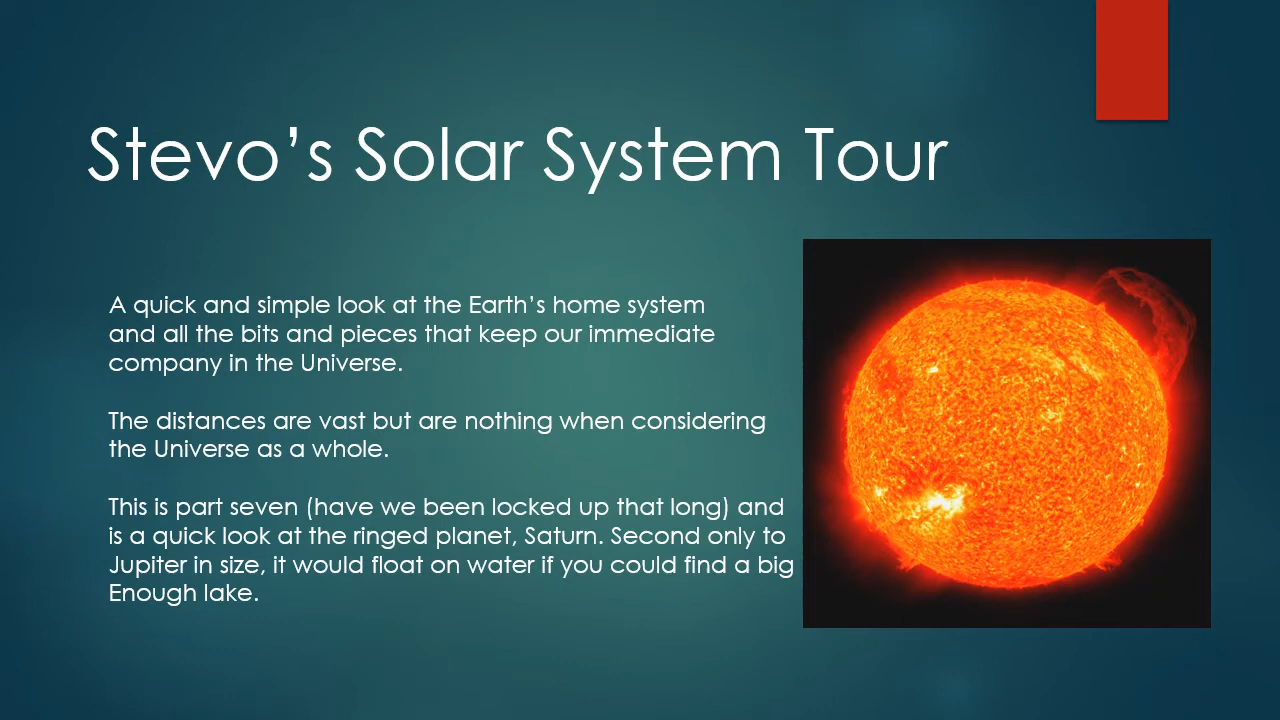 Stevo’s Solar System Tour
A quick and simple look at the Earth’s home system
and all the bits and pieces that keep our immediate
company in the Universe.
The distances are vast but are nothing when considering
the Universe as a whole.
This is part seven (have we been locked up that long) and
is a quick look at the ringed planet, Saturn. Second only to
Jupiter in size, it would float on water if you could find a big
Enough lake.